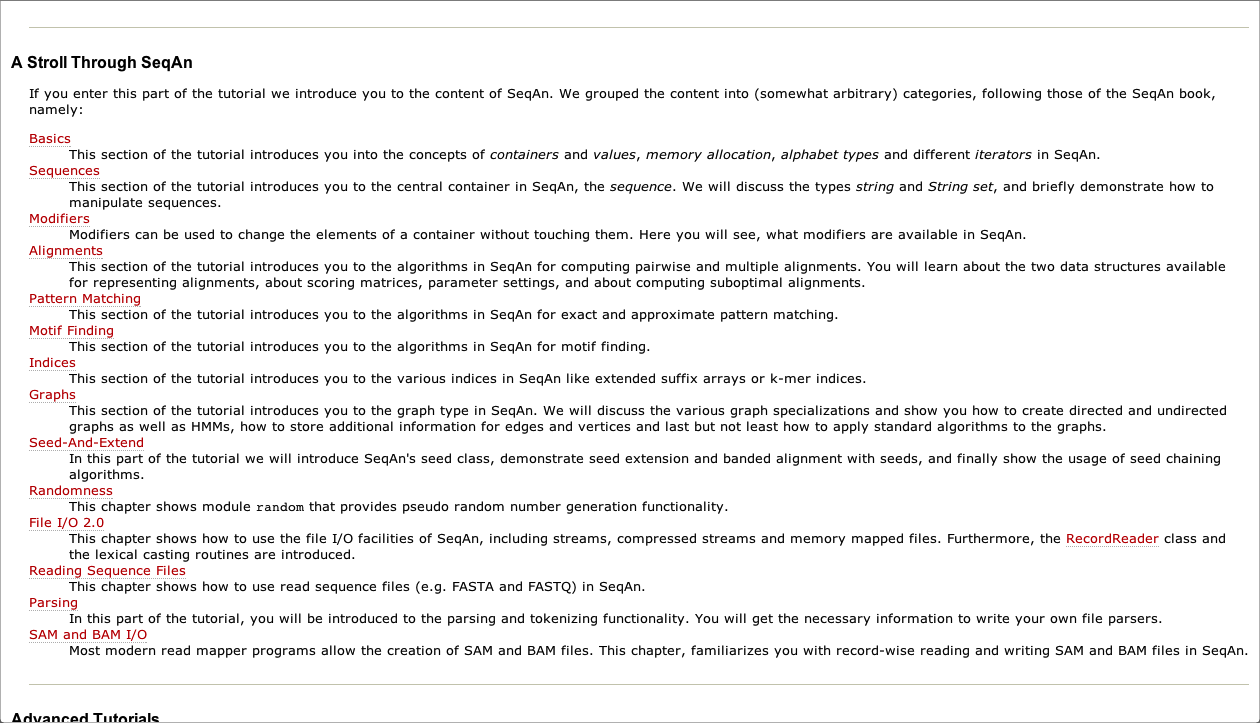 A Stroll Through SeqAn
If you enter this part of the tutorial we introduce you to the content of SeqAn. We grouped the content into (somewhat arbitrary) categories, following those of the SeqAn book,
namely:
Basics
This section of the tutorial introduces you into the concepts of containers and values, memory allocation, alphabet types and different iterators in SeqAn.
Sequences
This section of the tutorial introduces you to the central container in SeqAn, the sequence. We will discuss the types string and String set, and briefly demonstrate how to
manipulate sequences.
Modifiers
Modifiers can be used to change the elements of a container without touching them. Here you will see, what modifiers are available in SeqAn.
Alignments
This section of the tutorial introduces you to the algorithms in SeqAn for computing pairwise and multiple alignments. You will learn about the two data structures available
for representing alignments, about scoring matrices, parameter settings, and about computing suboptimal alignments.
Pattern Matching
This section of the tutorial introduces you to the algorithms in SeqAn for exact and approximate pattern matching.
Motif Finding
This section of the tutorial introduces you to the algorithms in SeqAn for motif finding.
Indices
This section of the tutorial introduces you to the various indices in SeqAn like extended suffix arrays or k-mer indices.
Graphs
This section of the tutorial introduces you to the graph type in SeqAn. We will discuss the various graph specializations and show you how to create directed and undirected
graphs as well as HMMs, how to store additional information for edges and vertices and last but not least how to apply standard algorithms to the graphs.
Seed-And-Extend
In this part of the tutorial we will introduce SeqAn's seed class, demonstrate seed extension and banded alignment with seeds, and finally show the usage of seed chaining
algorithms.
Randomness
This chapter shows module random that provides pseudo random number generation functionality.
File I/O 2.0
This chapter shows how to use the file I/O facilities of SeqAn, including streams, compressed streams and memory mapped files. Furthermore, the RecordReader class and
the lexical casting routines are introduced.
Reading Sequence Files
This chapter shows how to use read sequence files (e.g. FASTA and FASTQ) in SeqAn.
Parsing
In this part of the tutorial, you will be introduced to the parsing and tokenizing functionality. You will get the necessary information to write your own file parsers.
SAM and BAM I/O
Most modern read mapper programs allow the creation of SAM and BAM files. This chapter, familiarizes you with record-wise reading and writing SAM and BAM files in SeqAn.
Advanced Tutorials